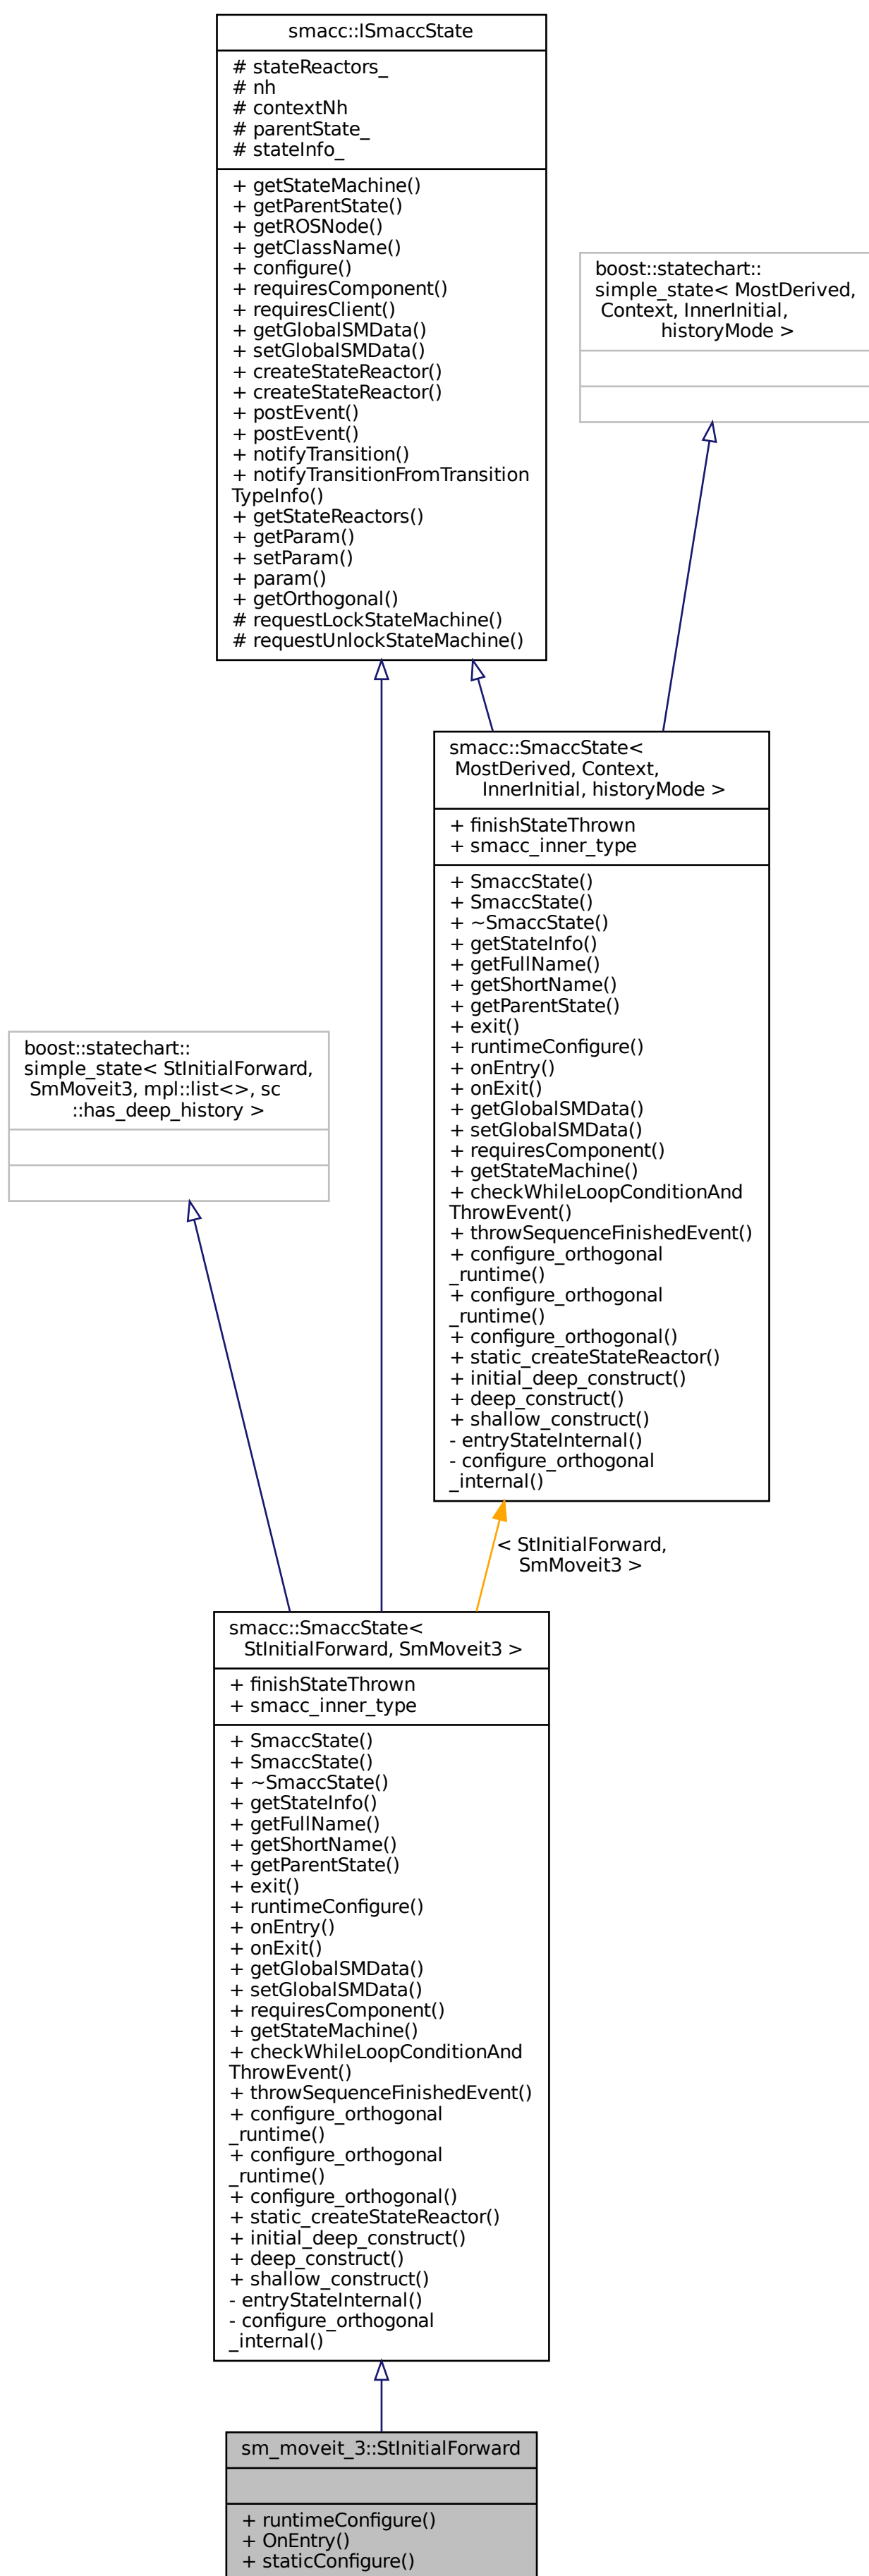 smacc::ISmaccState
# stateReactors_
# nh
# contextNh
# parentState_
# stateInfo_
+ getStateMachine()
+ getParentState()
+ getROSNode()
+ getClassName()
+ configure()
+ requiresComponent()
+ requiresClient()
+ getGlobalSMData()
+ setGlobalSMData()
+ createStateReactor()
+ createStateReactor()
+ postEvent()
+ postEvent()
+ notifyTransition()
+ notifyTransitionFromTransition
TypeInfo()
+ getStateReactors()
+ getParam()
+ setParam()
+ param()
+ getOrthogonal()
# requestLockStateMachine()
# requestUnlockStateMachine()
boost::statechart::
simple_state< MostDerived,
Context, InnerInitial,
historyMode >
smacc::SmaccState<
MostDerived, Context,
InnerInitial, historyMode >
+ finishStateThrown
+ smacc_inner_type
+ SmaccState()
+ SmaccState()
+ ~SmaccState()
+ getStateInfo()
+ getFullName()
+ getShortName()
+ getParentState()
+ exit()
+ runtimeConfigure()
+ onEntry()
+ onExit()
+ getGlobalSMData()
+ setGlobalSMData()
+ requiresComponent()
+ getStateMachine()
+ checkWhileLoopConditionAnd
ThrowEvent()
+ throwSequenceFinishedEvent()
+ configure_orthogonal
_runtime()
+ configure_orthogonal
_runtime()
+ configure_orthogonal()
+ static_createStateReactor()
+ initial_deep_construct()
+ deep_construct()
+ shallow_construct()
- entryStateInternal()
- configure_orthogonal
_internal()
boost::statechart::
simple_state< StInitialForward,
SmMoveit3, mpl::list<>, sc
::has_deep_history >
< StInitialForward,
SmMoveit3 >
smacc::SmaccState<
StInitialForward, SmMoveit3 >
+ finishStateThrown
+ smacc_inner_type
+ SmaccState()
+ SmaccState()
+ ~SmaccState()
+ getStateInfo()
+ getFullName()
+ getShortName()
+ getParentState()
+ exit()
+ runtimeConfigure()
+ onEntry()
+ onExit()
+ getGlobalSMData()
+ setGlobalSMData()
+ requiresComponent()
+ getStateMachine()
+ checkWhileLoopConditionAnd
ThrowEvent()
+ throwSequenceFinishedEvent()
+ configure_orthogonal
_runtime()
+ configure_orthogonal
_runtime()
+ configure_orthogonal()
+ static_createStateReactor()
+ initial_deep_construct()
+ deep_construct()
+ shallow_construct()
- entryStateInternal()
- configure_orthogonal
_internal()
sm_moveit_3::StInitialForward
+ runtimeConfigure()
+ OnEntry()
+ staticConfigure()